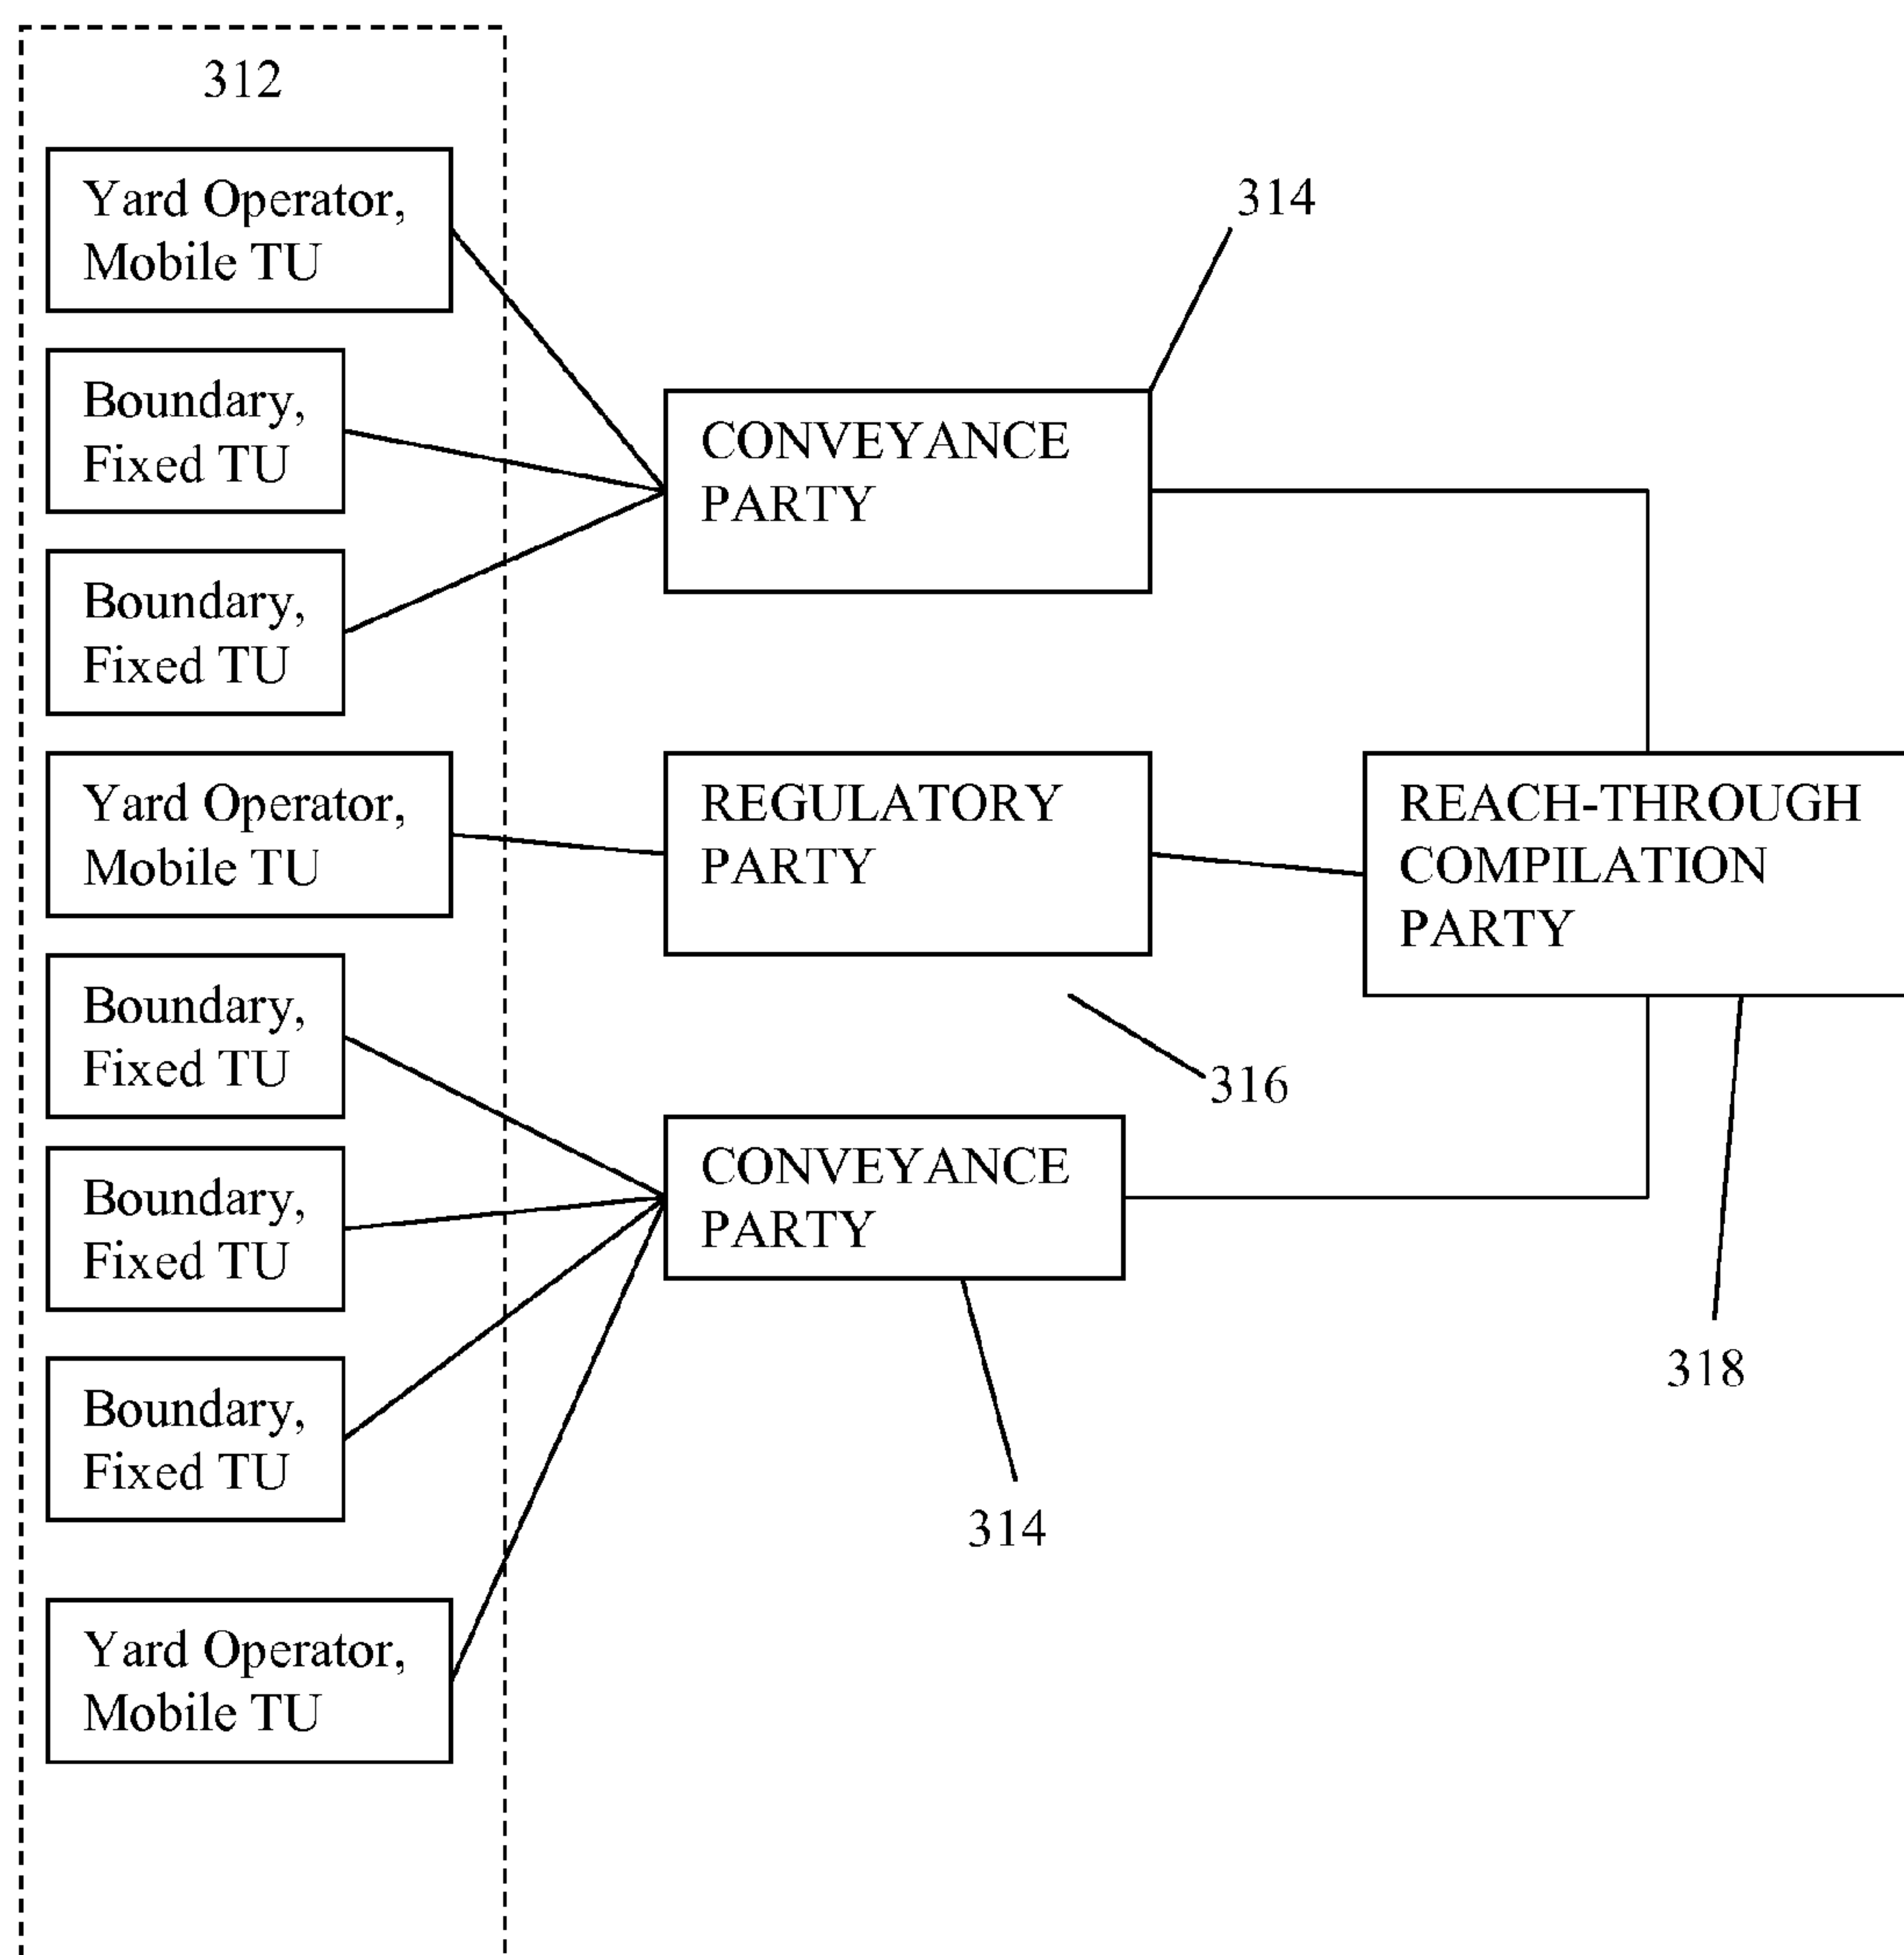 312
Yard Operator,
Mobile TU
Boundary,
Fixed TU
Boundary,
Fixed TU
Yard Operator,
Mobile TU
Boundary,
Fixed TU
Boundary,
Fixed TU
Boundary,
Fixed TU
Yard Operator,
Mobile TU
314
CONVEYANCE
PARTY
REGULATORY
PARTY
316
CONVEYANCE
PARTY
314
REACH-THROUGH
COMPILATION
PARTY
318